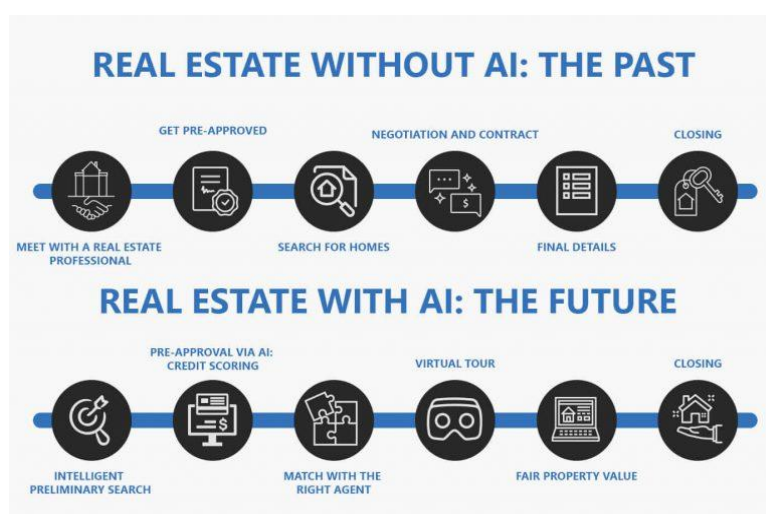 REAL ESTATE WITHOUT AI: THE PAST
GET PRE-APPROVED
NEGOTIATION AND CONTRACT
CLOSING
$
MEET WITH A REAL ESTATE
PROFESSIONAL
SEARCH FOR HOMES
FINAL DETAILS
REAL ESTATE WITH AI: THE FUTURE
PRE-APPROVAL VIA AI:
CREDIT SCORING
VIRTUAL TOUR
CLOSING
$
INTELLIGENT
PRELIMINARY SEARCH
MATCH WITH THE
RIGHT AGENT
FAIR PROPERTY VALUE